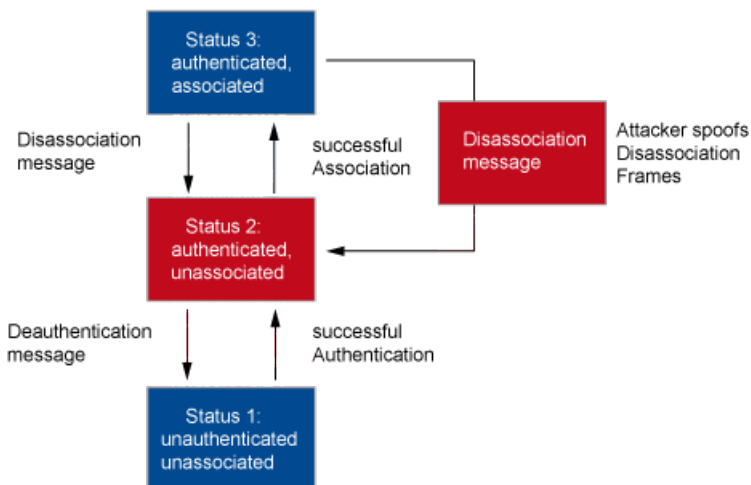 Status 3:
authenticated,
associated
Disassociation
message
successful
Association
Disassociation
message
Attacker spoofs
Disassociation
Frames
Status 2:
authenticated,
unassociated
Deauthentication
message
successful
Authentication
Status 1:
unauthenticated
unassociated